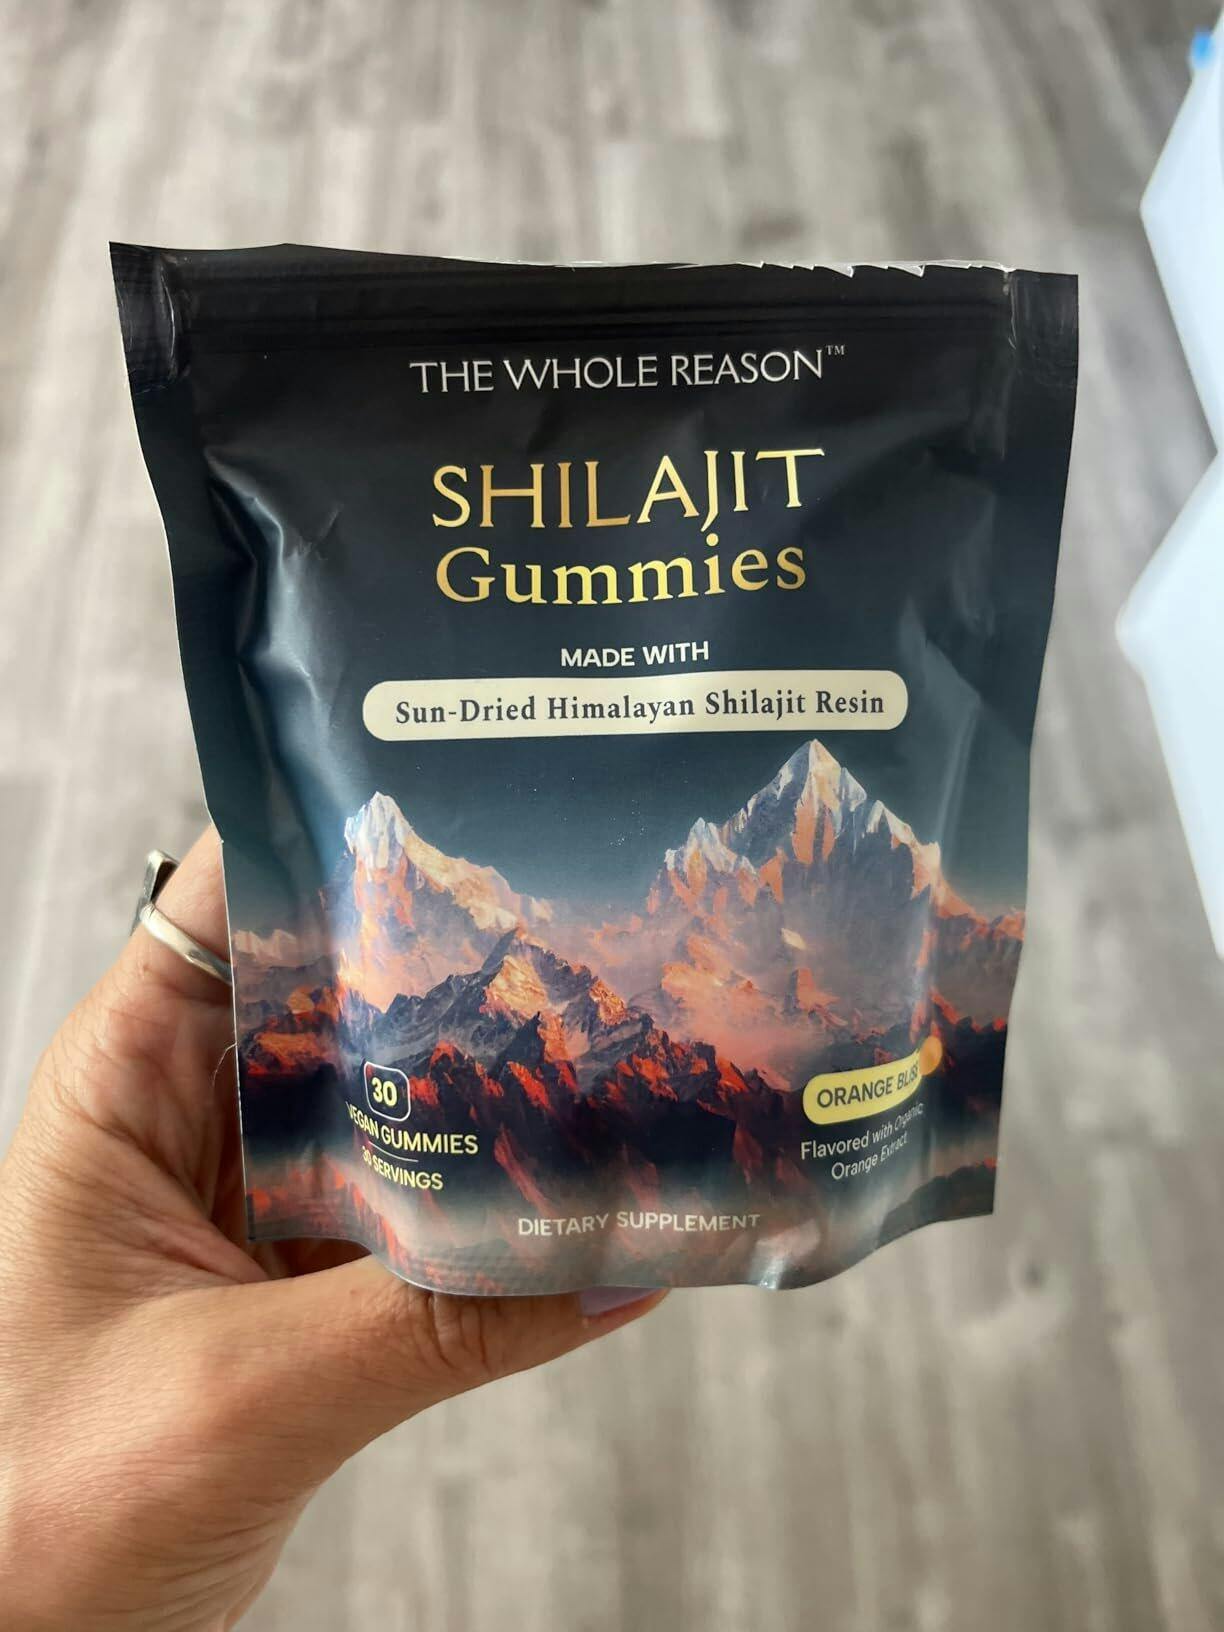 THE WHOLE REASON™
SHILAJIT
Gummies
MADE WITH
Sun-Dried Himalayan Shilajit Resin
30
VEGAN GUMMIES
30 SERVINGS
ORANGE BLISS
Flavored with Organic
Orange Extract
DIETARY SUPPLEMENT